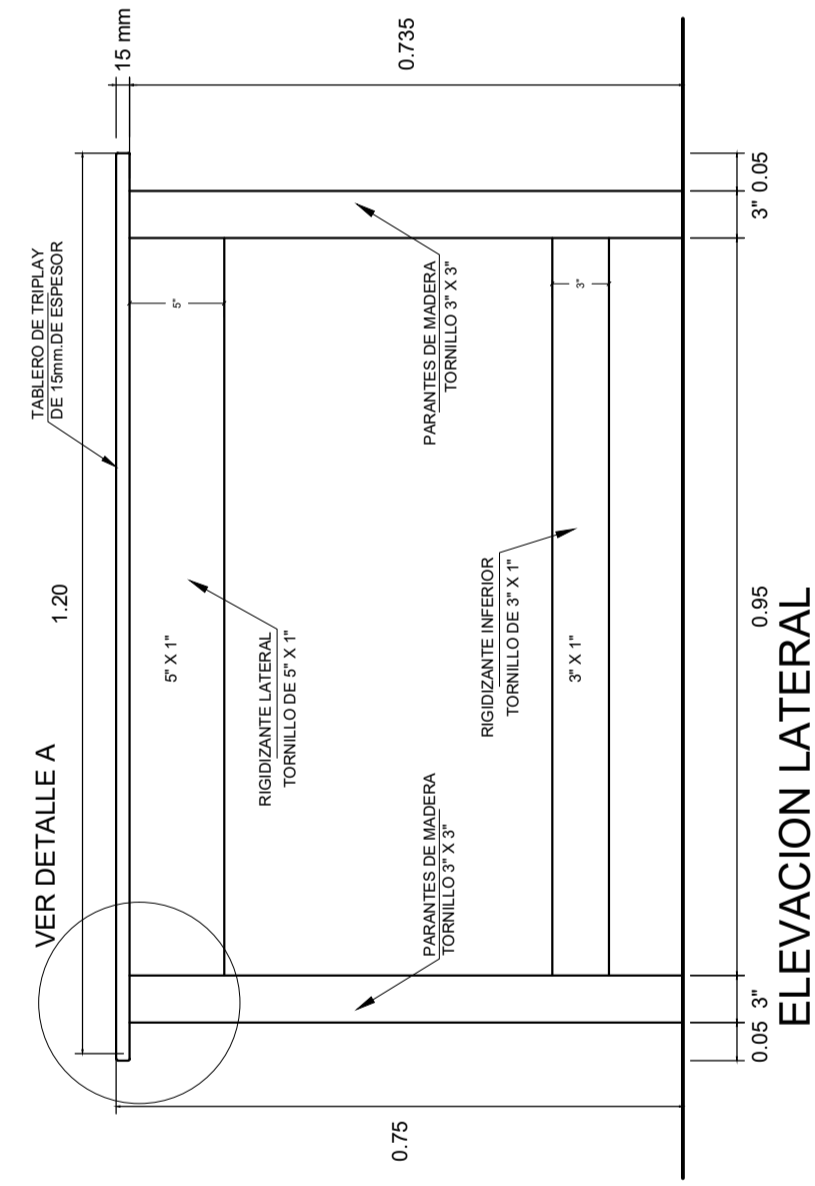 VER DETALLE A
1.20
TABLERO DE TRIPLAY
DE 15mm.DE ESPESOR
15 mm
0.735
0.75
5" X 1"
5"
RIGIDIZANTE LATERAL
TORNILLO DE 5" X 1"
PARANTES DE MADERA
TORNILLO 3" X 3"
PARANTES DE MADERA
TORNILLO 3" X 3"
RIGIDIZANTE INFERIOR
TORNILLO DE 3" X 1"
3" X 1"
3"
0.05 3" 0.95 3" 0.05
ELEVACION LATERAL